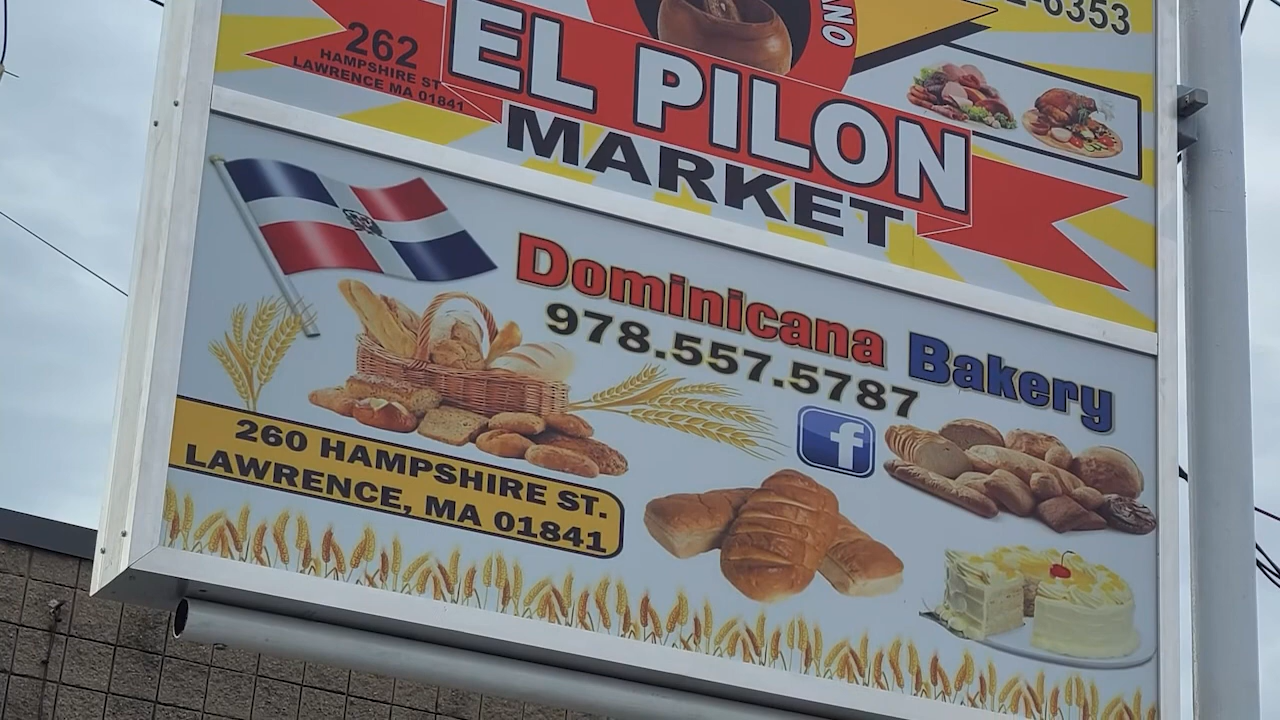 6353
ANO
262
HAMPSHIRE ST
LAWRENCE MA 01841
EL PILON
MARKET
Dominicana Bakery
978.557.5787
f
260 HAMPSHIRE ST.
LAWRENCE, MA 01841